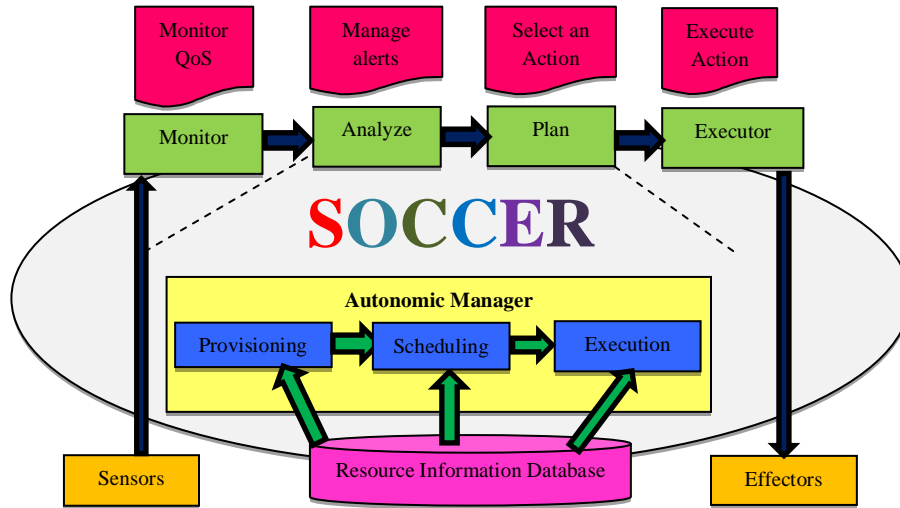 Monitor
QoS
Manage
alerts
Select an
Action
Execute
Action
Monitor
Analyze
Plan
Executor
SOCCER
Autonomic Manager
Provisioning
Scheduling
Execution
Resource Information Database
Sensors
Effectors